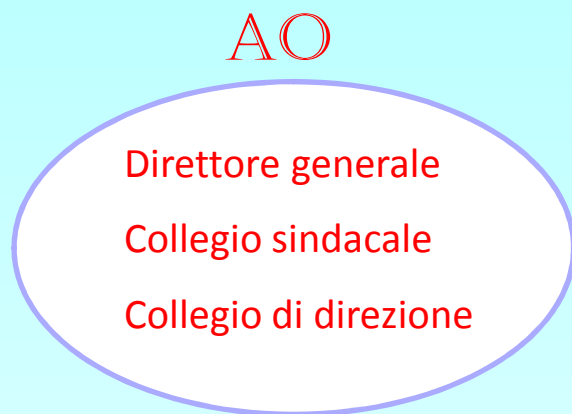 AO
Direttore generale
Collegio sindacale
Collegio di direzione